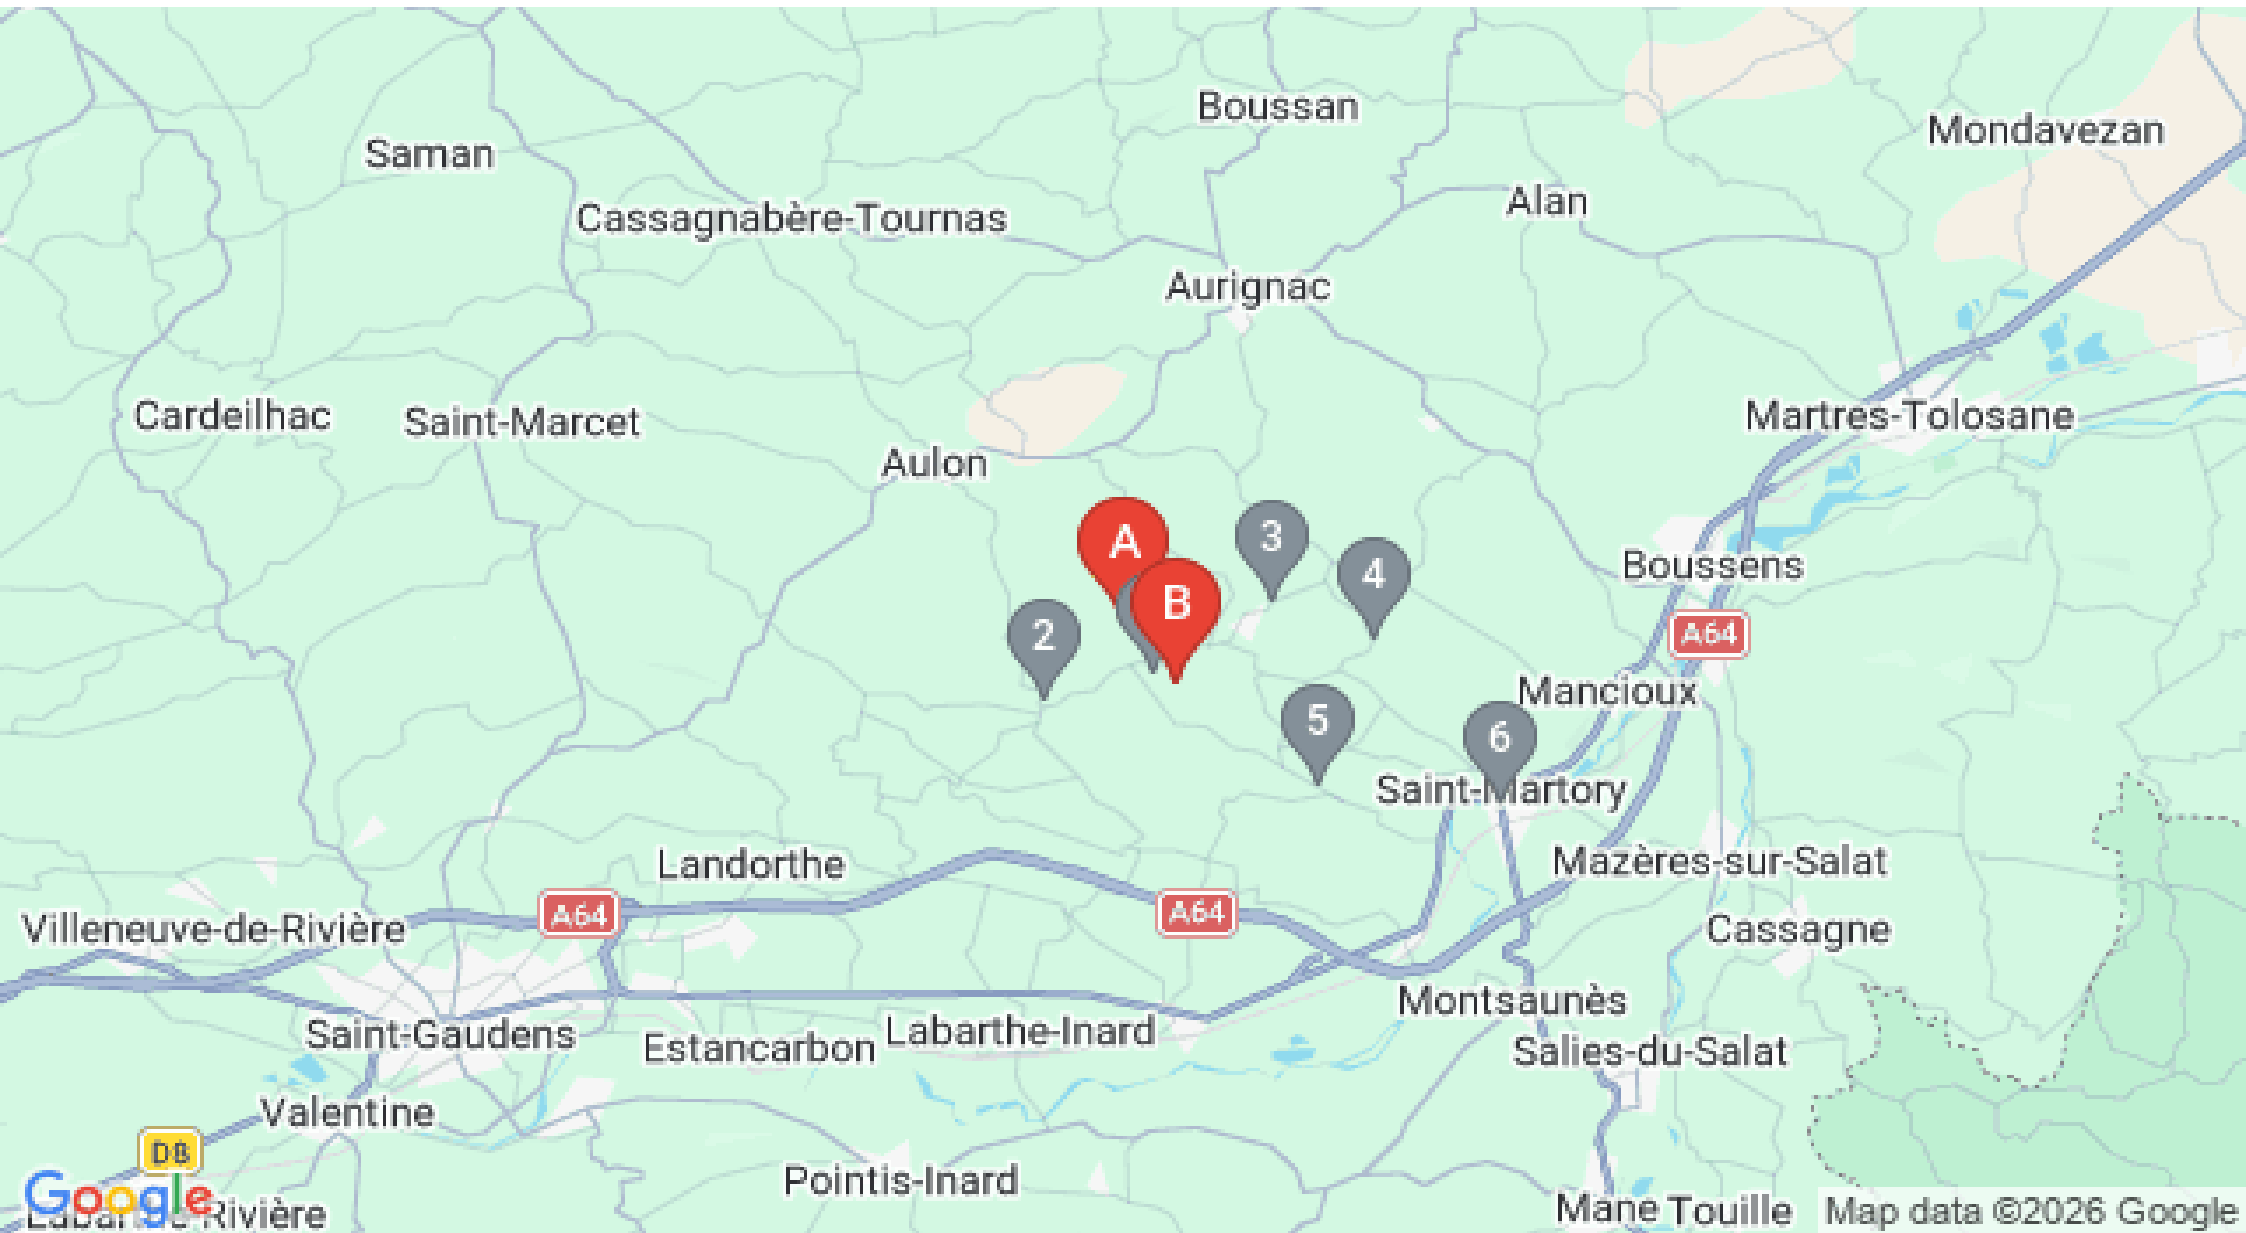 Boussan
Mondavezan
Saman
Alan
Cassagnabère-Tournas
Aurignac
Cardeilhac
Saint-Marcet
Martres-Tolosane
Aulon
A
3
4
Boussens
B
2
A64
Mancioux
5
6
Saint-Martory
Landorthe
Mazères-sur-Salat
A64
A64
Villeneuve-de-Rivière
Cassagne
Montsaunès
Saint-Gaudens
Labarthe-Inard
Estancarbon
Salies-du-Salat
Valentine
D8
Pointis-Inard
Google
Rivière
Mane
Touille
Map data ©2026 Google